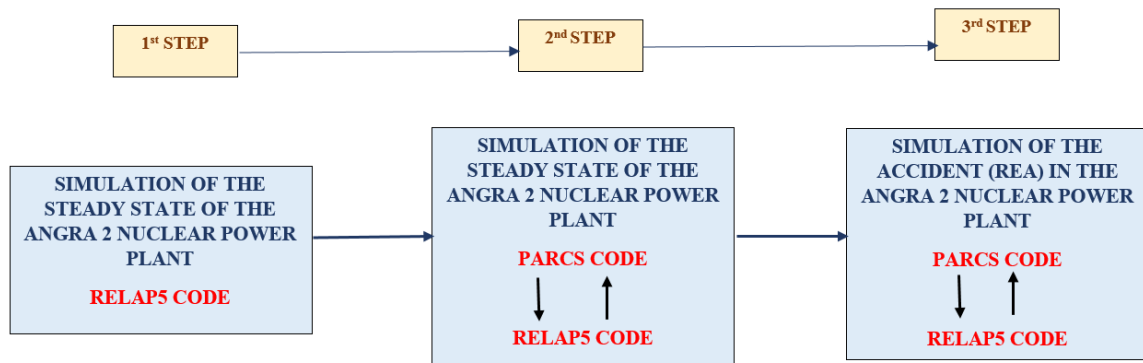 1st STEP
2nd STEP
3rd STEP
SIMULATION OF THE
STEADY STATE OF THE
ANGRA 2 NUCLEAR POWER
PLANT
RELAP5 CODE
SIMULATION OF THE
STEADY STATE OF THE
ANGRA 2 NUCLEAR POWER
PLANT
PARCS CODE
RELAP5 CODE
SIMULATION OF THE
ACCIDENT (REA) IN THE
ANGRA 2 NUCLEAR POWER
PLANT
PARCS CODE
RELAP5 CODE